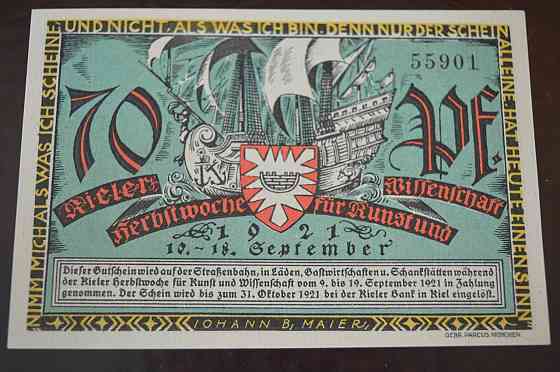 NIMM MICH ALS WAS ICH SCHEINE UND NICHT ALS WAS ICH BIN. DENN NUR DER SCHEIN ALLEINE HAT HEUTE EINEN SINN
55901
70 Pf.
Kieler Herbstwoche für Kunst und Wissenschaft
1921
10.-18. September
Dieser Gutschein wird auf der Straßenbahn, in Läden, Gastwirtschaften u. Schankstätten während
der Kieler Herbstwoche für Kunst und Wissenschaft vom 9. bis 19. September 1921 in Zahlung
genommen. Der Schein wird bis zum 31. Oktober 1921 bei der Kieler Bank in Kiel eingelöst.
IOHANN B. MAIER
GEBR. PARCUS. MÜNCHEN